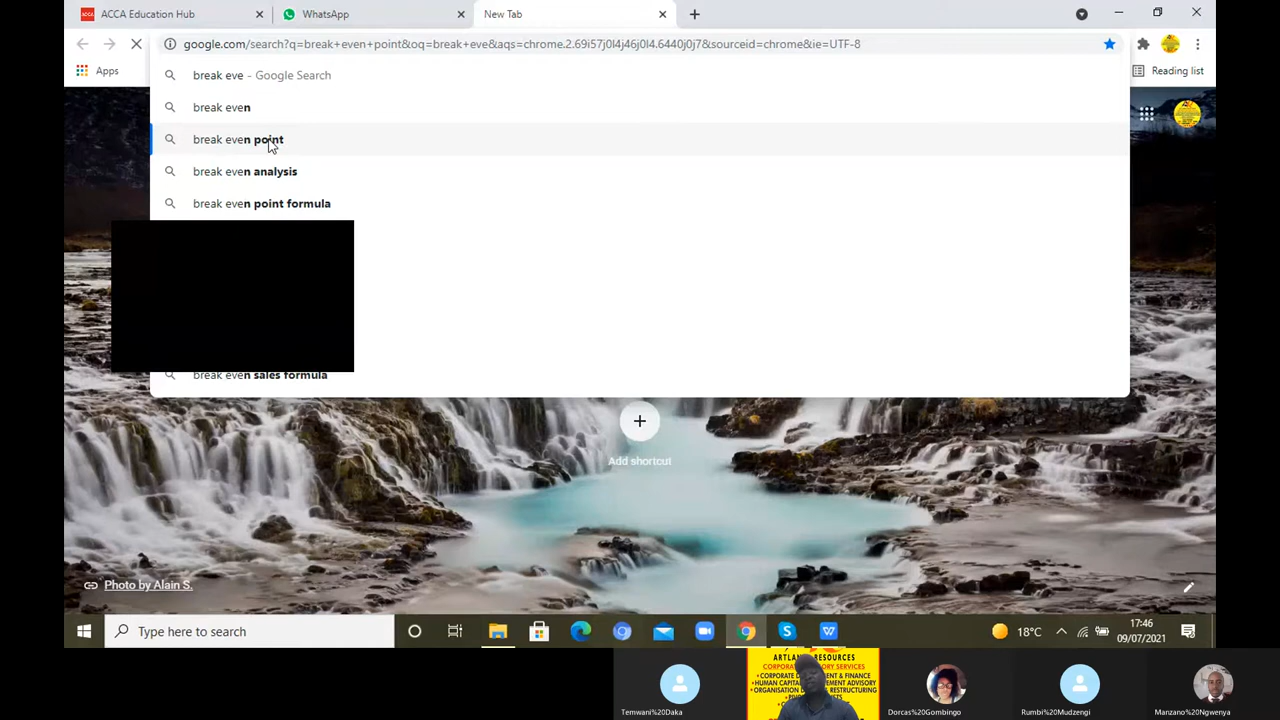 ACCA Education Hub
WhatsApp
New Tab
google.com/search?q=break+even+point&oq=break+eve&aqs=chrome.2.69i57j0l4j46j0l4.6440j0j7&sourceid=chrome&ie=UTF-8
Apps
Reading list
break eve - Google Search
break even
break even point
break even analysis
break even point formula
break even sales formula
Add shortcut
Photo by Alain S.
Type here to search
18°C
17:46
09/07/2021
CORPORATE
Temwani%20Daka
Dorcas%20Gombingo
Rumbi%20Mudzengi
Manzano%20Ngwenya